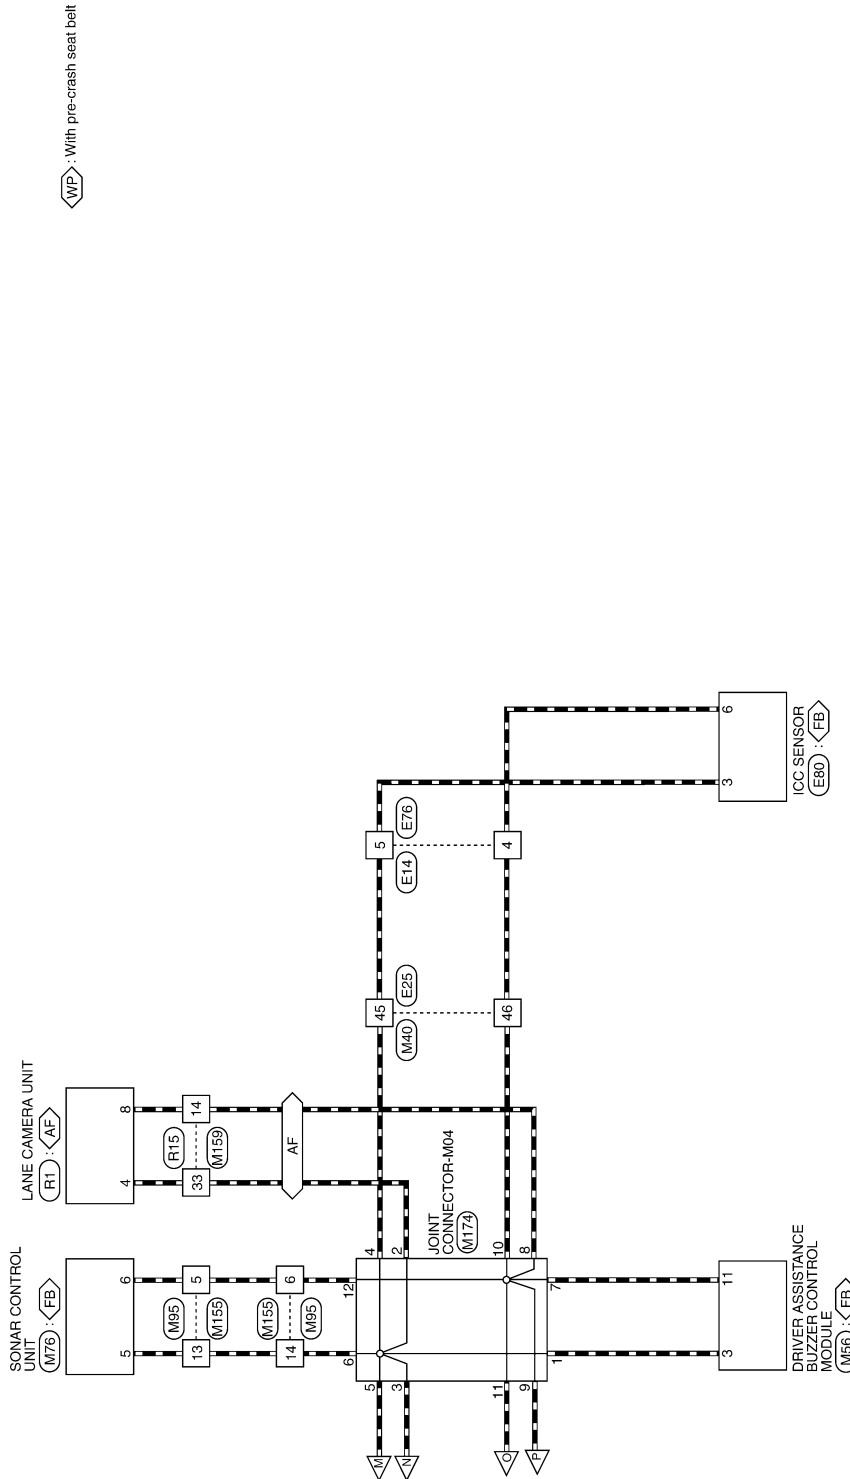 WP : With pre-crash seat belt
SONAR CONTROL
UNIT
M76 : FB
5
6
M95
13
5
M155
M155
14
6
M95
LANE CAMERA UNIT
R1 : AF
4
8
R15
33
14
M159
AF
6
12
4
2
10
8
JOINT
CONNECTOR-M04
M174
5
3
11
9
M
N
O
P
1
7
45
46
M40
E25
5
4
E14
E76
3
11
DRIVER ASSISTANCE
BUZZER CONTROL
MODULE
M56 : FB
3
6
ICC SENSOR
E80 : FB